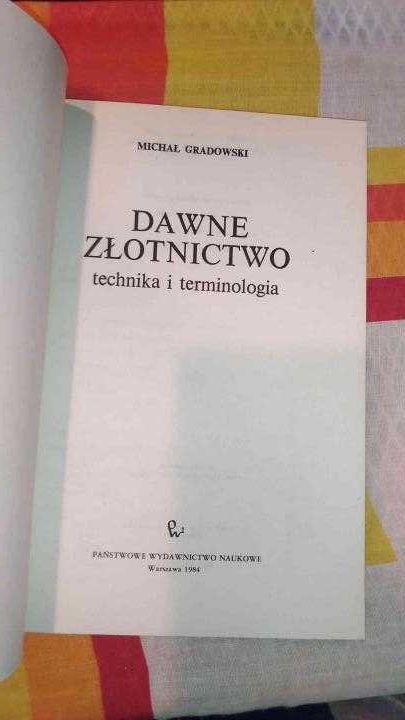 MICHAŁ GRADOWSKI
DAWNE
ZŁOTNICTWO
technika i terminologia
PAŃSTWOWE WYDAWNICTWO NAUKOWE
Warszawa 1984